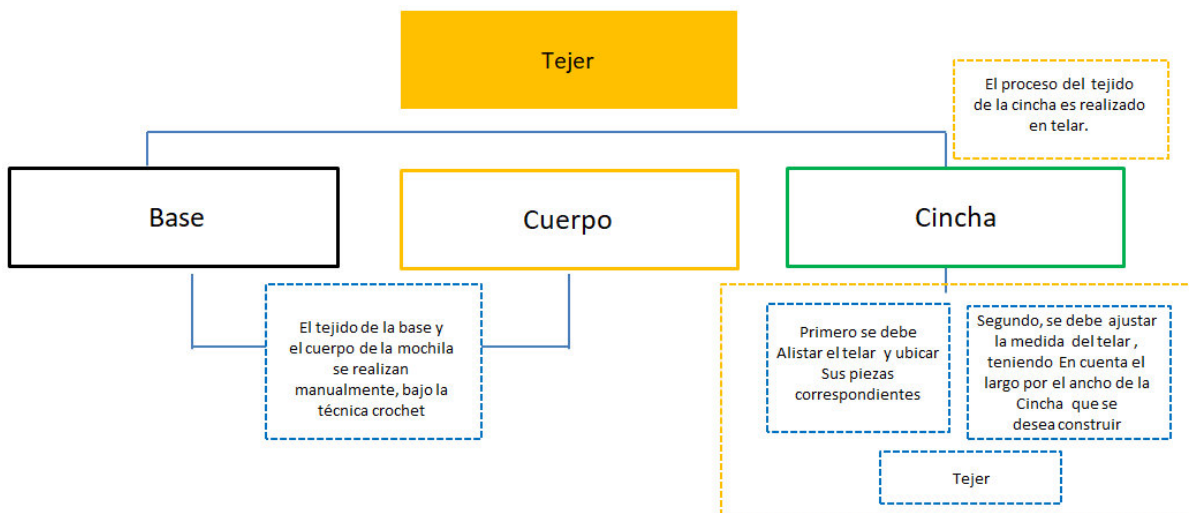 Tejer
El proceso del tejido
de la cincha es realizado
en telar.
Base
Cuerpo
Cincha
El tejido de la base y
el cuerpo de la mochila
se realizan
manualmente, bajo la
técnica crochet
Primero se debe
Alistar el telar y ubicar
Sus piezas
correspondientes
Segundo, se debe ajustar
la medida del telar ,
teniendo En cuenta el
largo por el ancho de la
Cincha que se
desea construir
Tejer